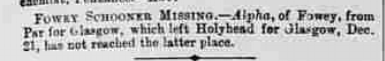 FOWEY SCHOONER MISSING.—Alpha, of Fowey, from
Par for Glasgow, which left Holyhead for Glasgow, Dec.
21, has not reached the latter place.